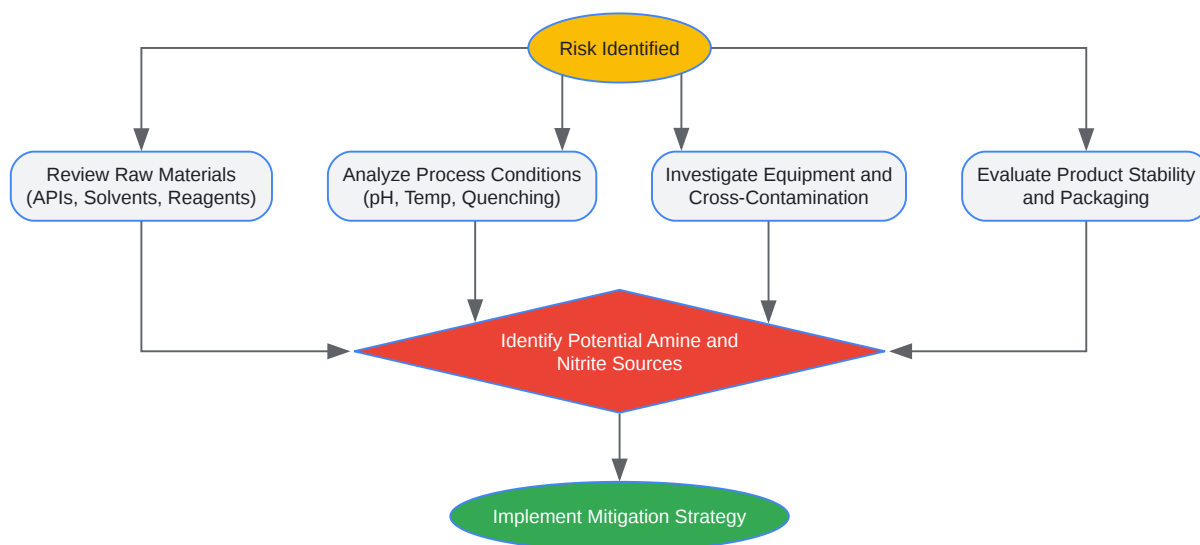 Risk Identified
Review Raw Materials
(APIs, Solvents, Reagents)
Analyze Process Conditions
(pH, Temp, Quenching)
Investigate Equipment and
Cross-Contamination
Evaluate Product Stability
and Packaging
Identify Potential Amine and
Nitrite Sources
Implement Mitigation Strategy